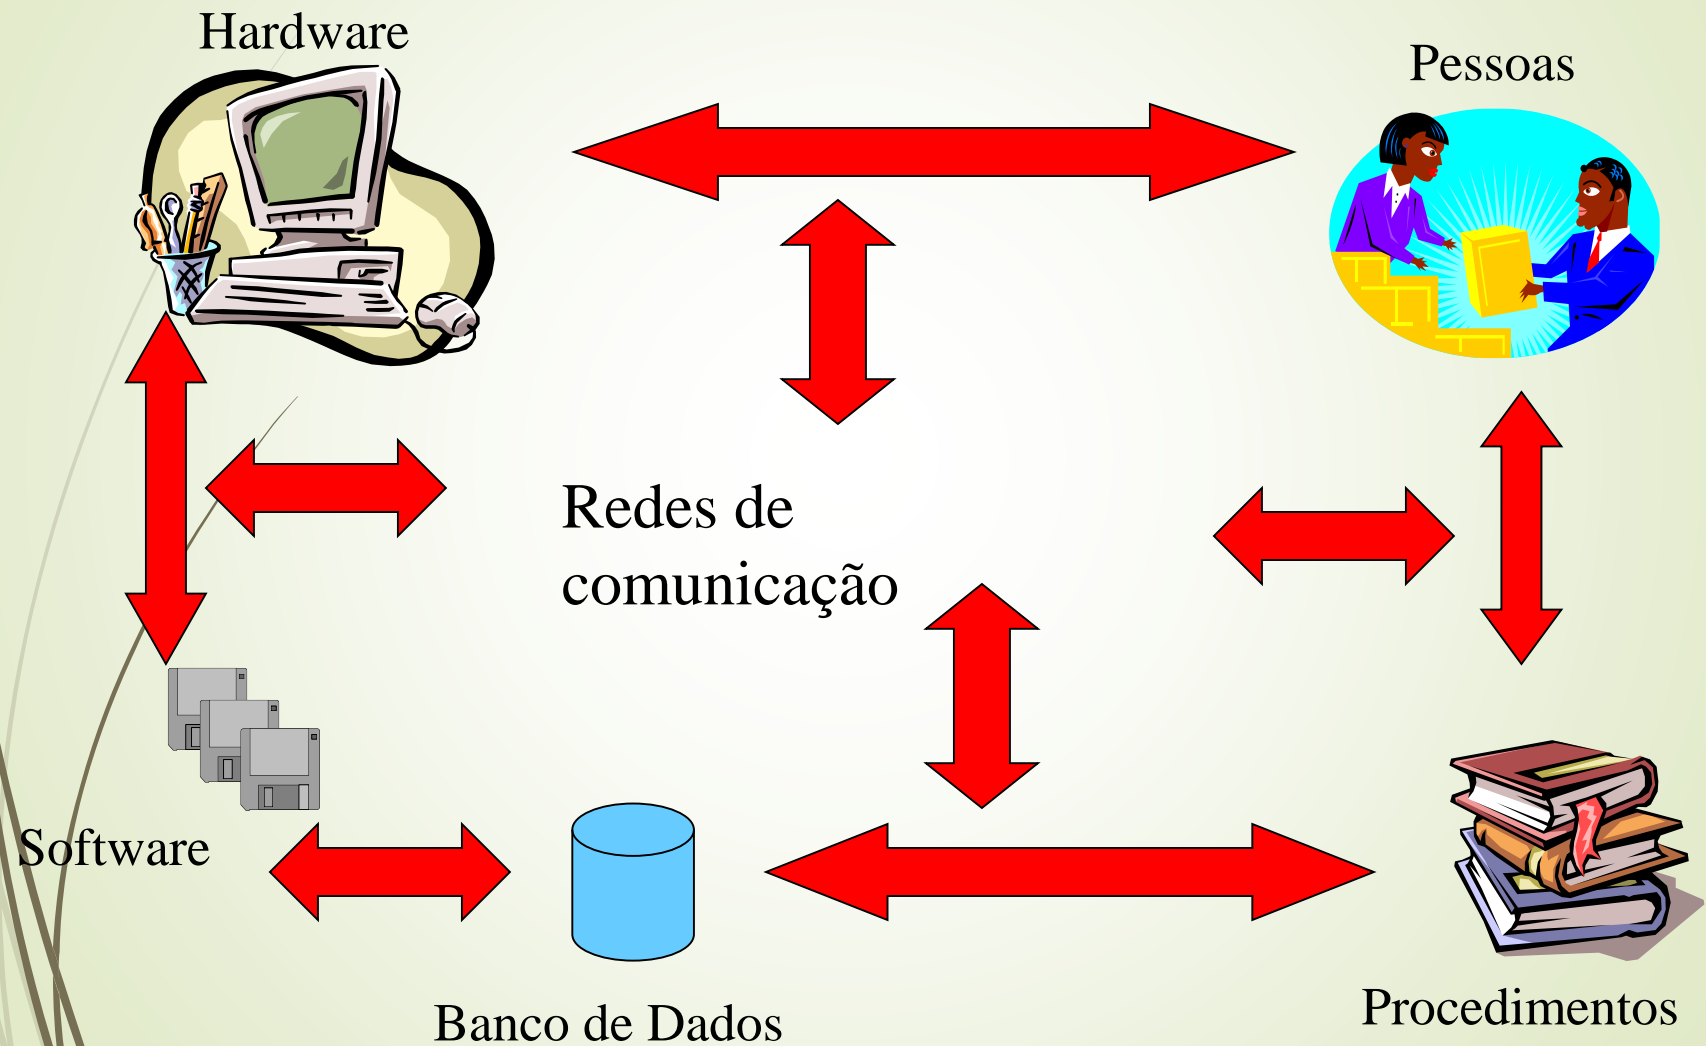 Hardware
Pessoas
Redes de
comunicação
Software
Banco de Dados
Procedimentos